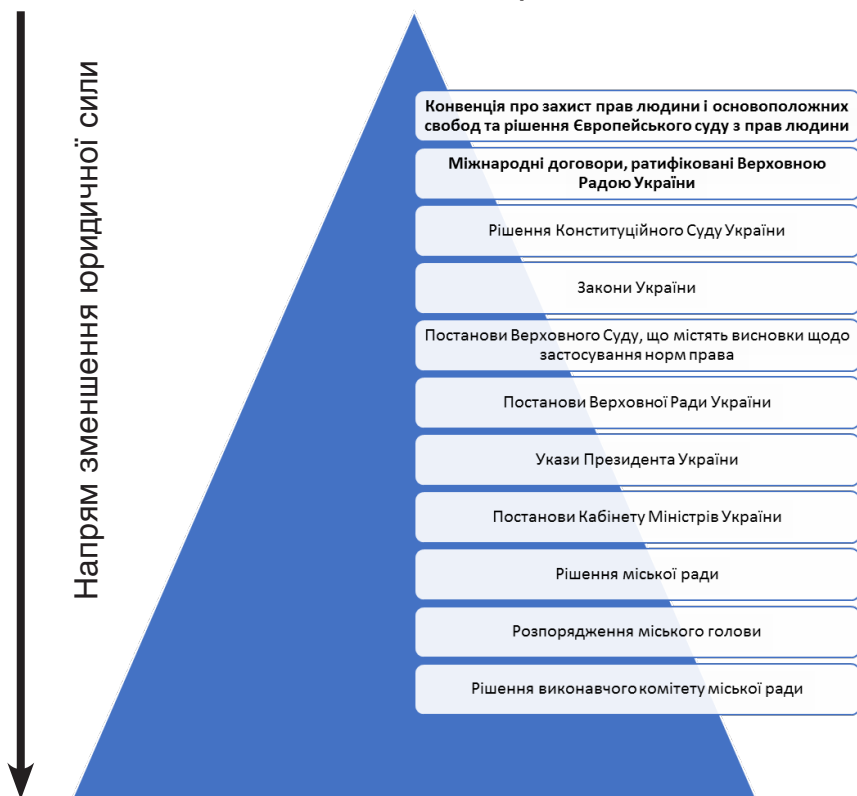 Напрям зменшення юридичної сили
Конвенція про захист прав людини і основоположних
свобод та рішення Європейського суду з прав людини
Міжнародні договори, ратифіковані Верховною
Радою України
Рішення Конституційного Суду України
Закони України
Постанови Верховного Суду, що містять висновки щодо
застосування норм права
Постанови Верховної Ради України
Укази Президента України
Постанови Кабінету Міністрів України
Рішення міської ради
Розпорядження міського голови
Рішення виконавчого комітету міської ради